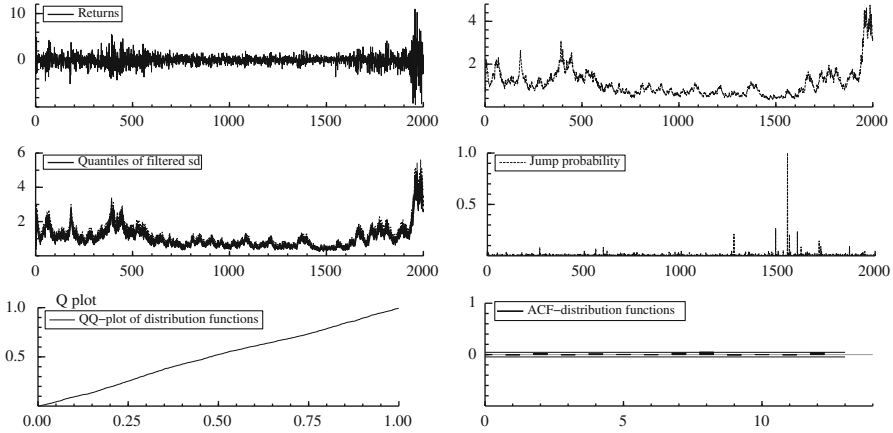 10
0
Returns
0 500 1000 1500 2000
4
2
0 500 1000 1500 2000
6
4
2
Quantiles of filtered sd
0 500 1000 1500 2000
1.0
0.5
Jump probability
0 500 1000 1500 2000
Q plot
1.0
0.5
QQ−plot of distribution functions
0.00 0.25 0.50 0.75 1.00
1
0
ACF−distribution functions
0 5 10